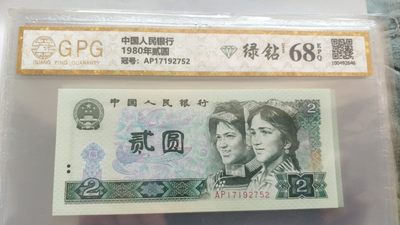 GPG
GUANG PING GUARANTY
中国人民银行
1980年贰圆
冠号: AP17192752
绿钻
68 EPQ
中国人民银行
贰圆
2
AP17192752
2